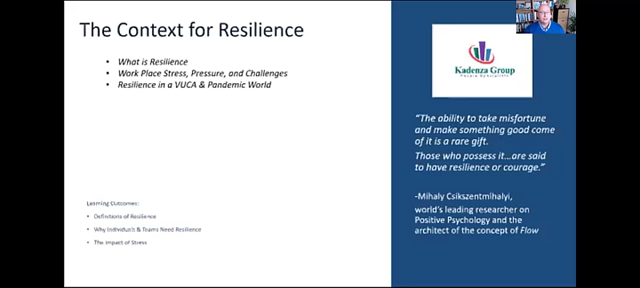 The Context for Resilience
• What is Resilience
• Work Place Stress, Pressure, and Challenges
• Resilience in a VUCA & Pandemic World
Learning Outcomes:
• Definitions of Resilience
• Why Individuals & Teams Need Resilience
• The Impact of Stress
Kadenza Group
"The ability to take misfortune
and make something good come
of it is a rare gift.
Those who possess it...are said
to have resilience or courage."
-Mihaly Csikszentmihalyi,
world's leading researcher on
Positive Psychology and the
architect of the concept of Flow